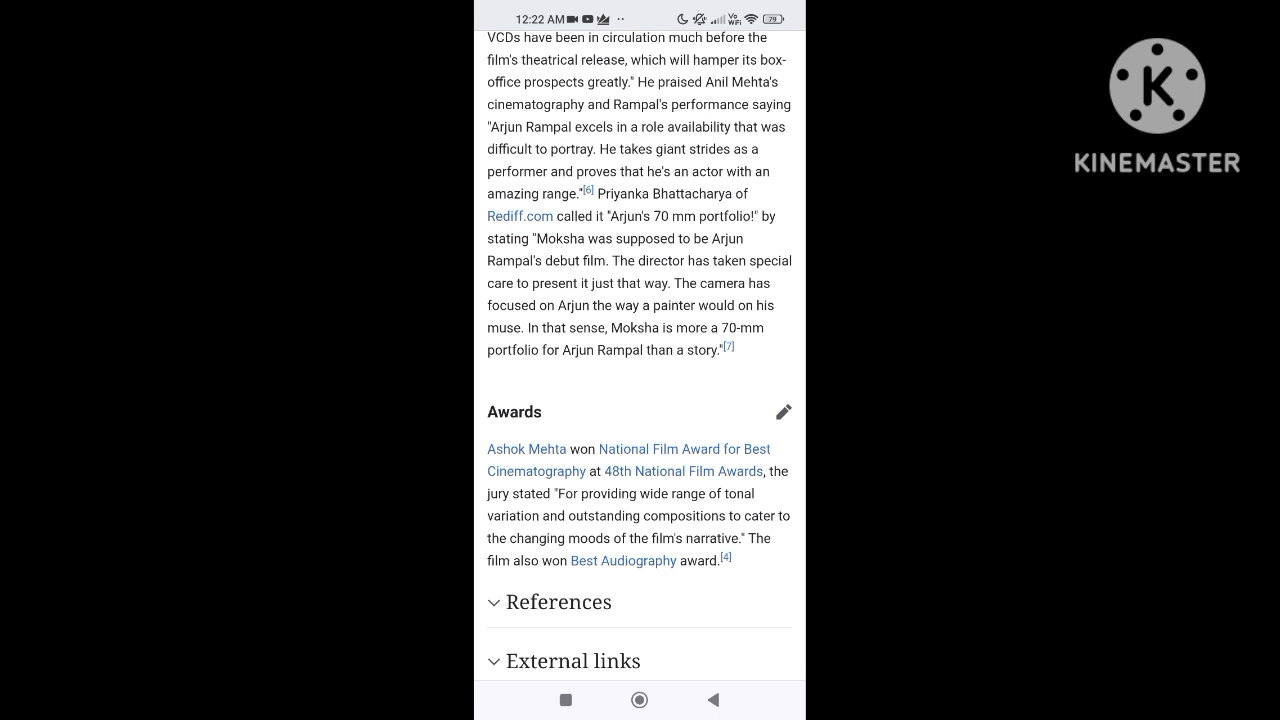 12:22 AM
Vo
WiFi
79
VCDs have been in circulation much before the
film's theatrical release, which will hamper its box-
office prospects greatly." He praised Anil Mehta's
cinematography and Rampal's performance saying
"Arjun Rampal excels in a role availability that was
difficult to portray. He takes giant strides as a
performer and proves that he's an actor with an
amazing range."[6] Priyanka Bhattacharya of
Rediff.com called it "Arjun's 70 mm portfolio!" by
stating "Moksha was supposed to be Arjun
Rampal's debut film. The director has taken special
care to present it just that way. The camera has
focused on Arjun the way a painter would on his
muse. In that sense, Moksha is more a 70-mm
portfolio for Arjun Rampal than a story."[7]
Awards
Ashok Mehta won National Film Award for Best
Cinematography at 48th National Film Awards, the
jury stated "For providing wide range of tonal
variation and outstanding compositions to cater to
the changing moods of the film's narrative." The
film also won Best Audiography award.[4]
References
External links
K
KINEMASTER